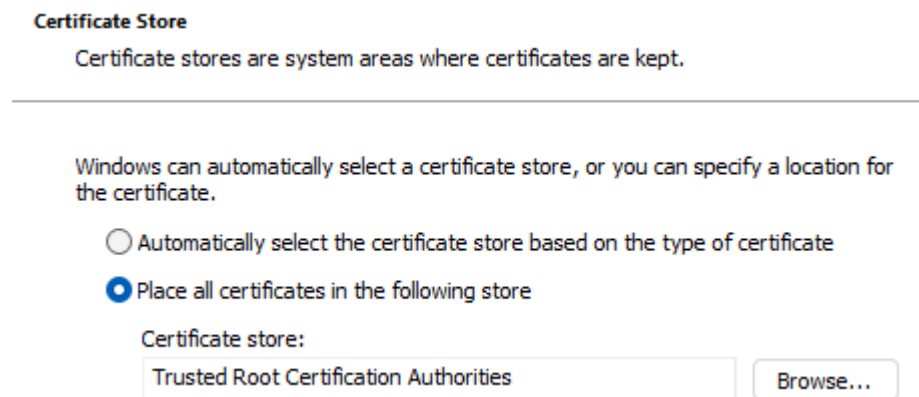 Certificate Store
Certificate stores are system areas where certificates are kept.
Windows can automatically select a certificate store, or you can specify a location for
the certificate.
Automatically select the certificate store based on the type of certificate
Place all certificates in the following store
Certificate store:
Trusted Root Certification Authorities
Browse...